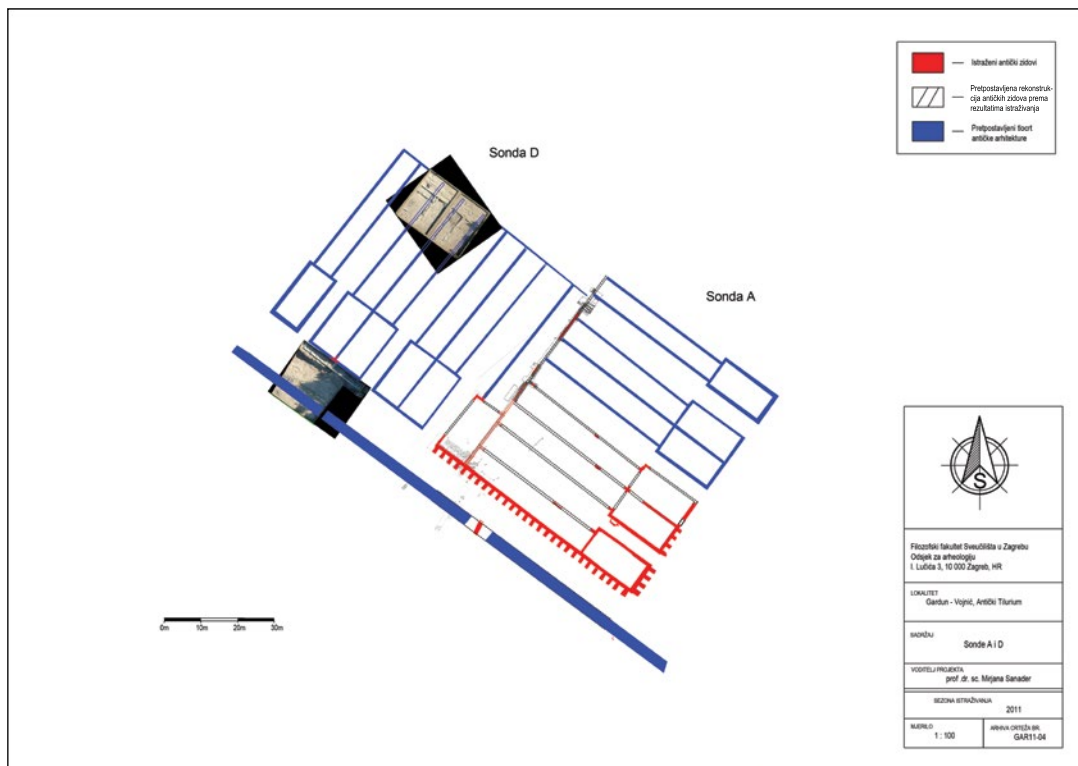 Istraženi antički zidovi
Pretpostavljena rekonstruk-
cija antičkih zidova prema
rezultatima istraživanja
Pretpostavljeni tlocrt
antičke arhitekture
Sonda D
Sonda A
0m 10m 20m 30m
S
Filozofski fakultet Sveučilišta u Zagrebu
Odsjek za arheologiju
I. Lučića 3, 10 000 Zagreb, HR
LOKALITET
Gardun - Vojnić, Antički Tilurium
SADRŽAJ
Sonde A i D
VODITELJ PROJEKTA
prof .dr. sc. Mirjana Sanader
SEZONA ISTRAŽIVANJA
2011
MJERILO
1 : 100
ARHIVA CRTEŽA BR.
GAR11-04